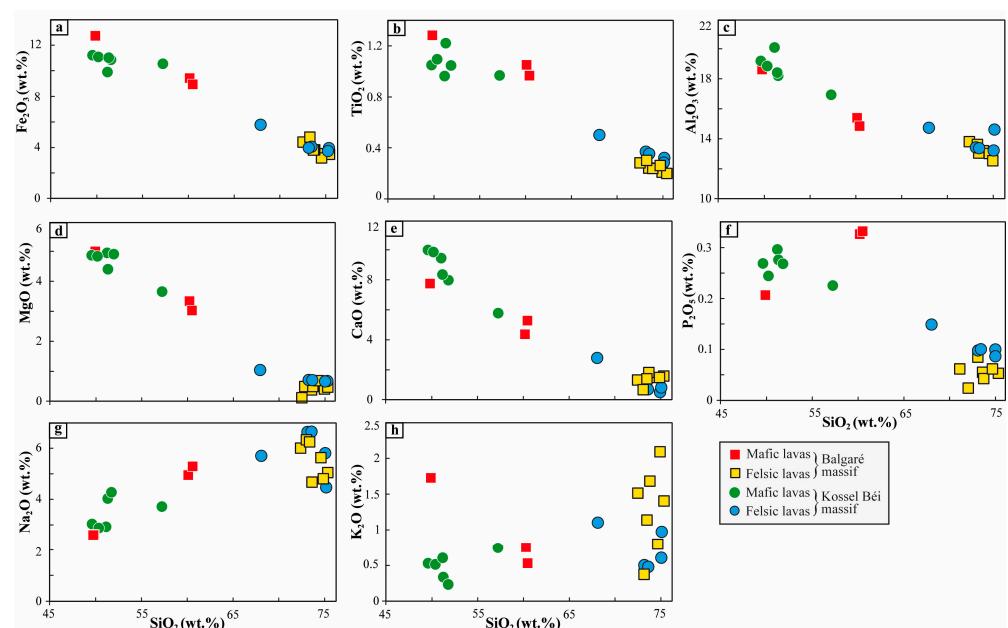 a
Fe₂O₃ (wt.%)
12
8
4
0
b
TiO₂ (wt.%)
1.2
0.8
0.4
0
c
Al₂O₃ (wt.%)
22
18
14
10
d
MgO (wt.%)
6
4
2
0
e
CaO (wt.%)
12
8
4
0
f
P₂O₅ (wt.%)
0.3
0.2
0.1
0
45 55 65 75
SiO₂ (wt.%)
g
Na₂O (wt.%)
6
4
2
0
45 55 65 75
SiO₂ (wt.%)
h
K₂O (wt.%)
2
1.5
1
0.5
0
45 55 65 75
SiO₂ (wt.%)
Mafic lavas } Balgaré
Felsic lavas } massif
Mafic lavas } Kossel Béi
Felsic lavas } massif